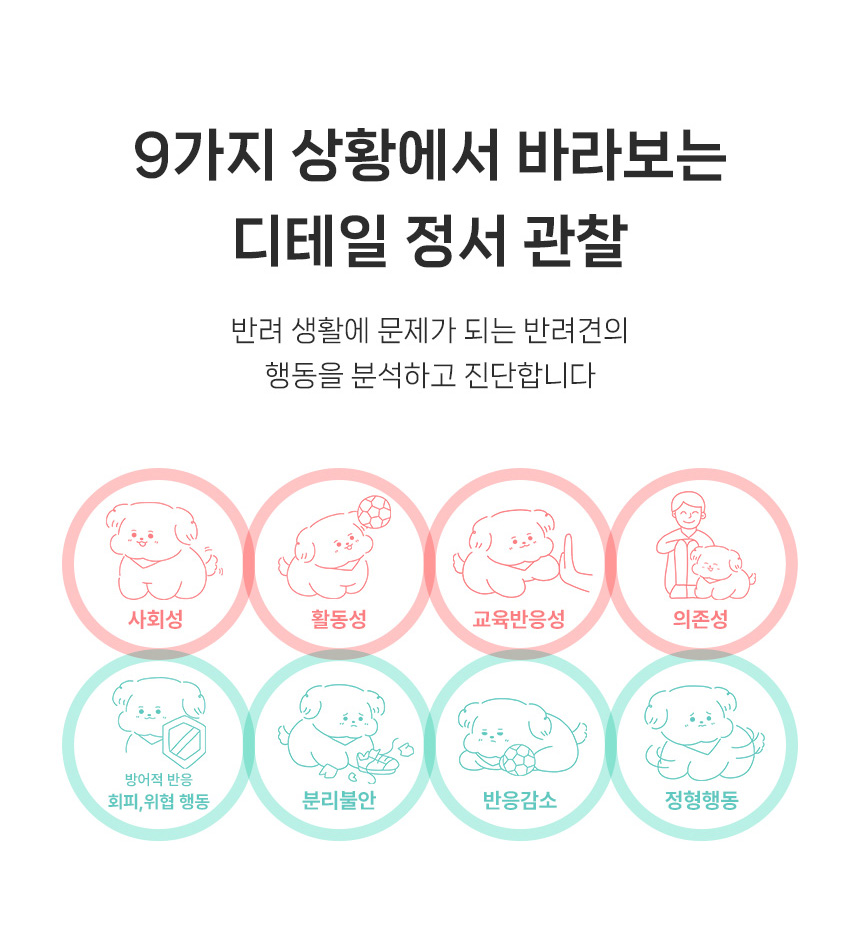 9가지 상황에서 바라보는
디테일 정서 관찰
반려 생활에 문제가 되는 반려견의
행동을 분석하고 진단합니다
사회성
활동성
교육반응성
의존성
방어적 반응
회피,위협 행동
분리불안
반응감소
정형행동